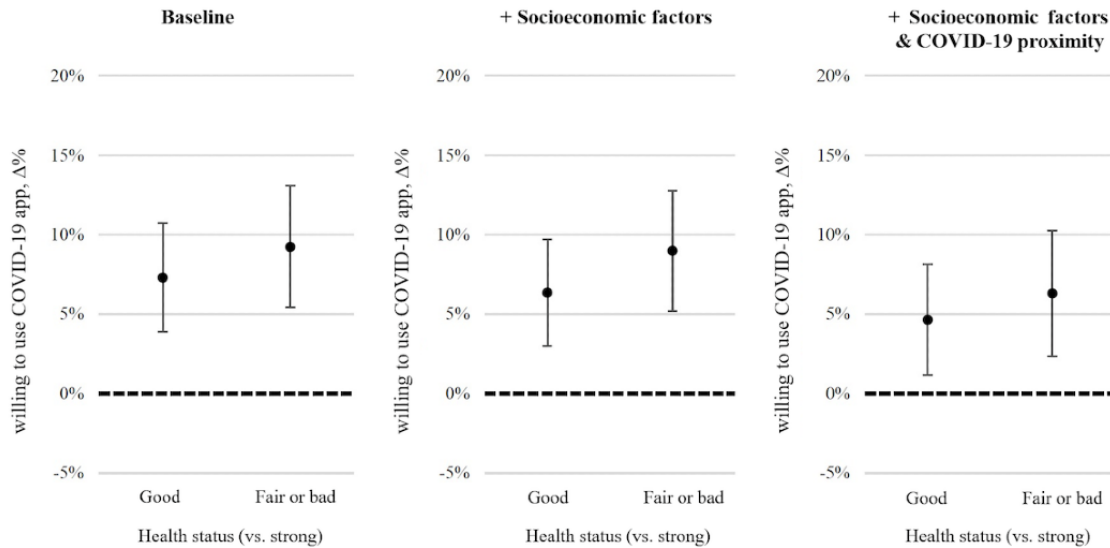 Baseline
20%
15%
10%
5%
0%
-5%
willing to use COVID-19 app, Δ%
Good Fair or bad
Health status (vs. strong)
+ Socioeconomic factors
20%
15%
10%
5%
0%
-5%
willing to use COVID-19 app, Δ%
Good Fair or bad
Health status (vs. strong)
+ Socioeconomic factors
& COVID-19 proximity
20%
15%
10%
5%
0%
-5%
willing to use COVID-19 app, Δ%
Good Fair or bad
Health status (vs. strong)